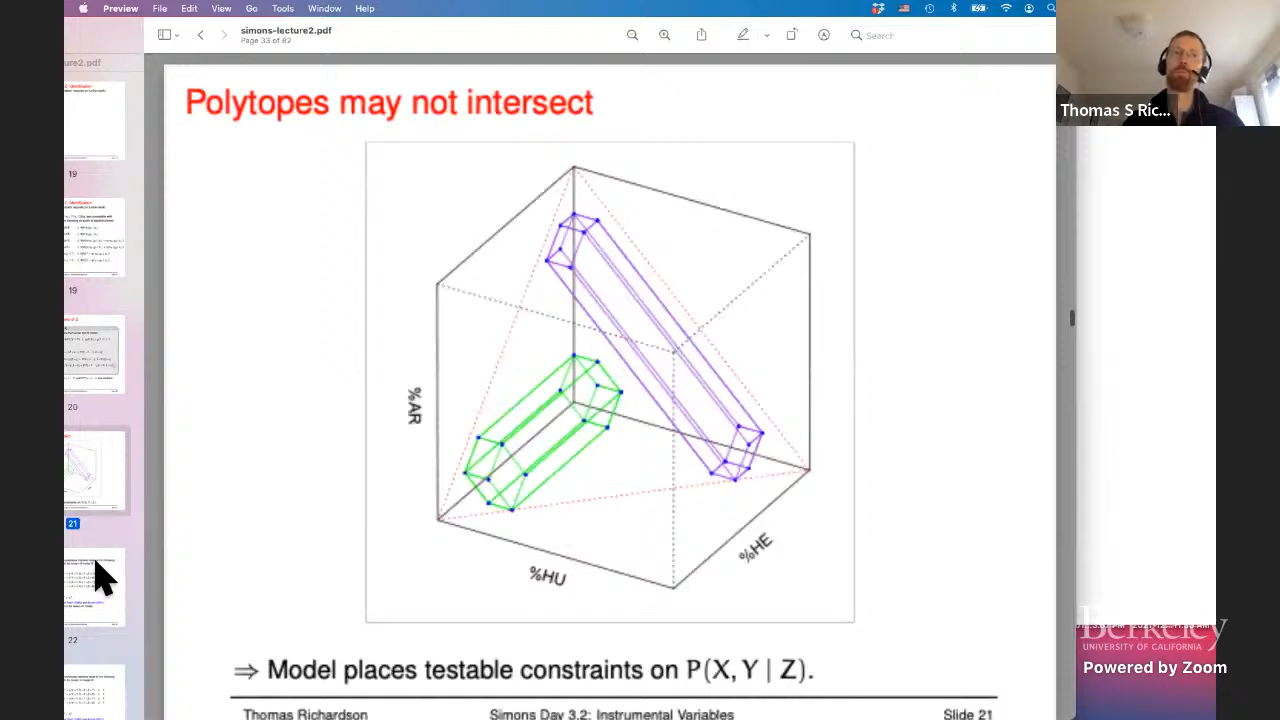 Preview File Edit View Go Tools Window Help
simons-lecture2.pdf
Page 33 of 82
Search
ure2.pdf
19
19
20
21
22
Polytopes may not intersect
%AR
%HU
%HE
⇒ Model places testable constraints on P(X, Y | Z).
Thomas Richardson Simons Day 3.2: Instrumental Variables Slide 21
Thomas S Ric...
Berkeley
UNIVERSITY OF CALIFORNIA
Powered by Zoom